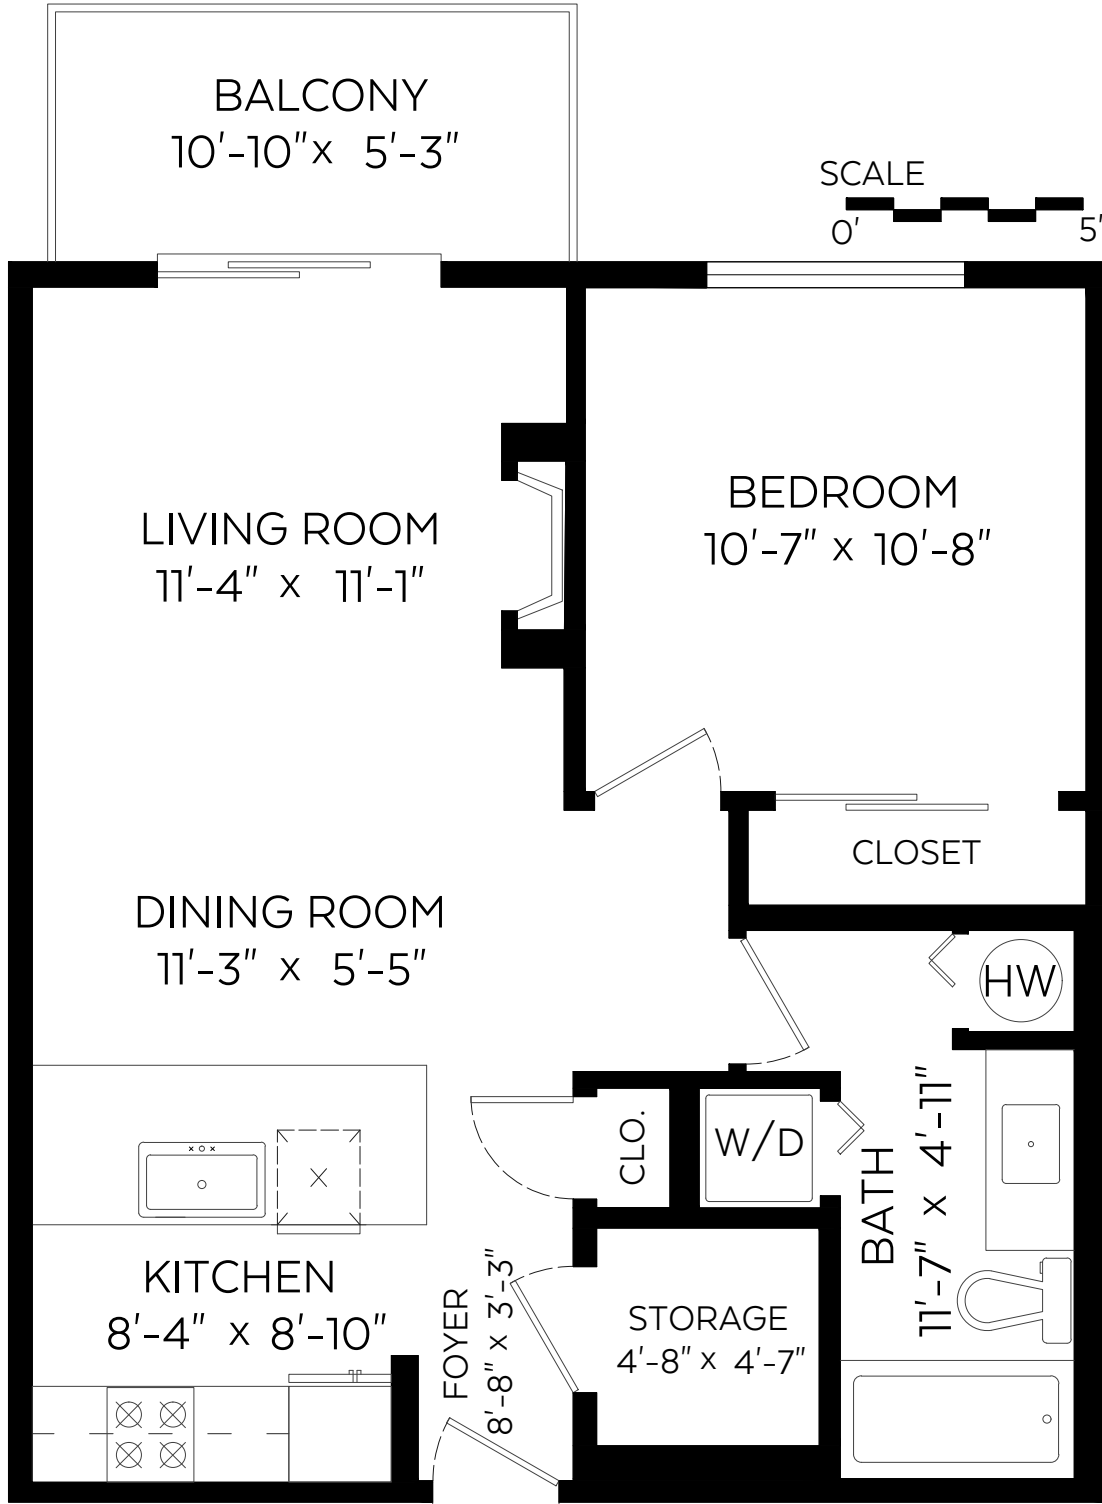 BALCONY
10'-10" x 5'-3"
SCALE
0' 5'
LIVING ROOM
11'-4" x 11'-1"
BEDROOM
10'-7" x 10'-8"
CLOSET
DINING ROOM
11'-3" x 5'-5"
HW
CLO.
W/D
BATH
11'-7" x 4'-11"
KITCHEN
8'-4" x 8'-10"
FOYER
8'-8" x 3'-3"
STORAGE
4'-8" x 4'-7"